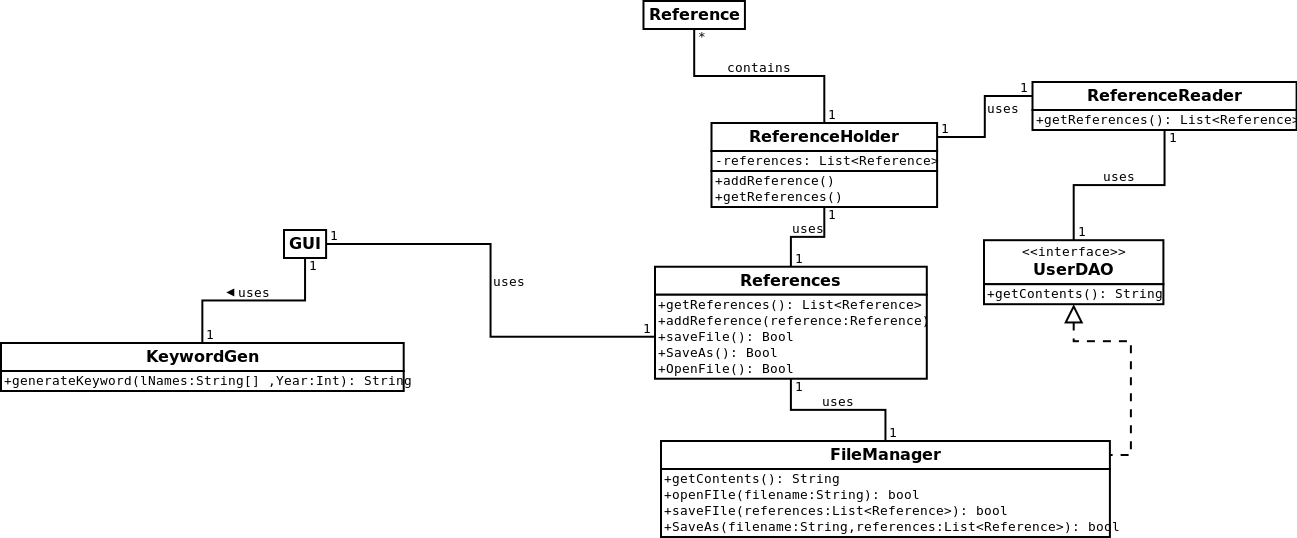 Reference
*
contains
1
ReferenceHolder
-references: List<Reference>
+addReference()
+getReferences()
1
1
uses
1
ReferenceReader
+getReferences(): List<Reference>
1
uses
1
<<interface>>
UserDAO
+getContents(): String
1
uses
1
GUI
1
1
uses
◄ uses
1
1
KeywordGen
+generateKeyword(lNames:String[] ,Year:Int): String
References
+getReferences(): List<Reference>
+addReference(reference:Reference)
+saveFile(): Bool
+SaveAs(): Bool
+OpenFile(): Bool
1
uses
1
FileManager
+getContents(): String
+openFIle(filename:String): bool
+saveFIle(references:List<Reference>): bool
+SaveAs(filename:String,references:List<Reference>): bool